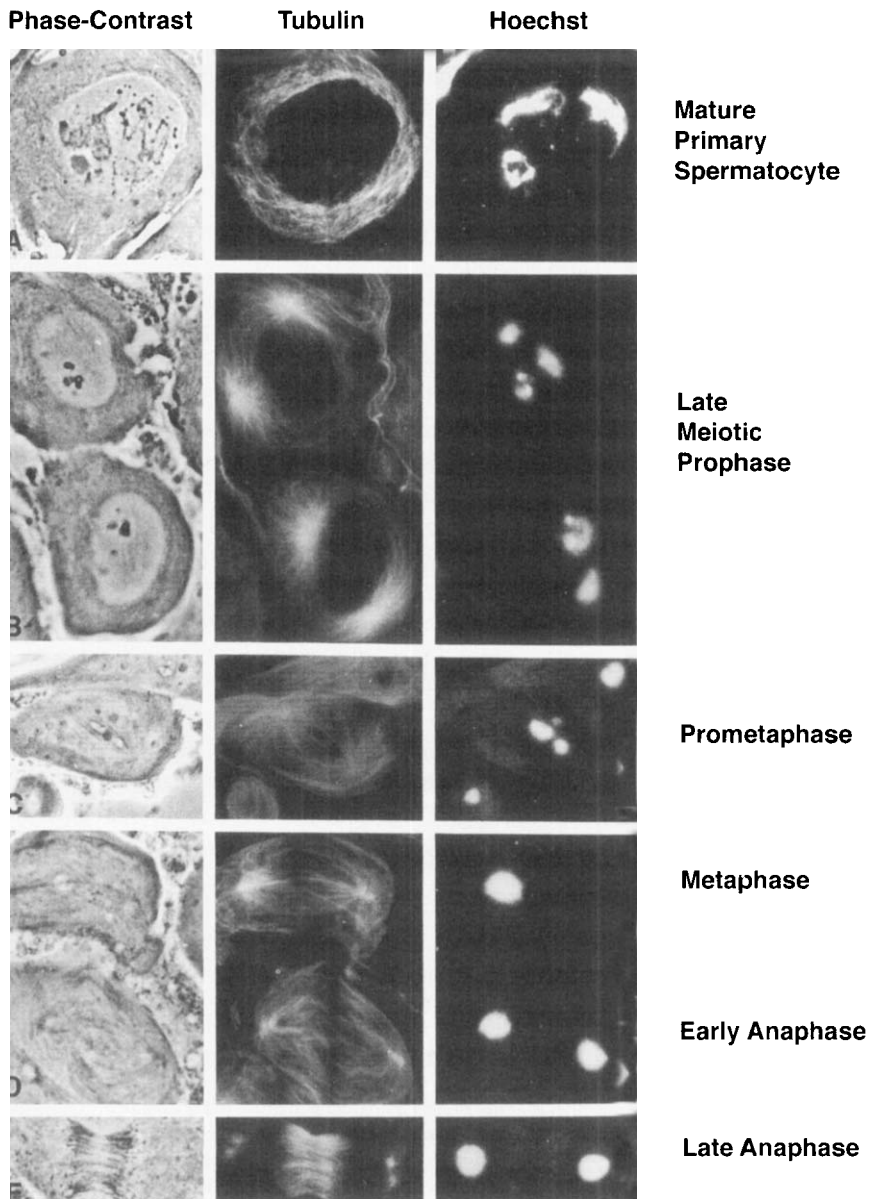 Phase-Contrast Tubulin Hoechst
Mature
Primary
Spermatocyte
A
Late
Meiotic
Prophase
B
Prometaphase
C
Metaphase
Early Anaphase
D
Late Anaphase
E